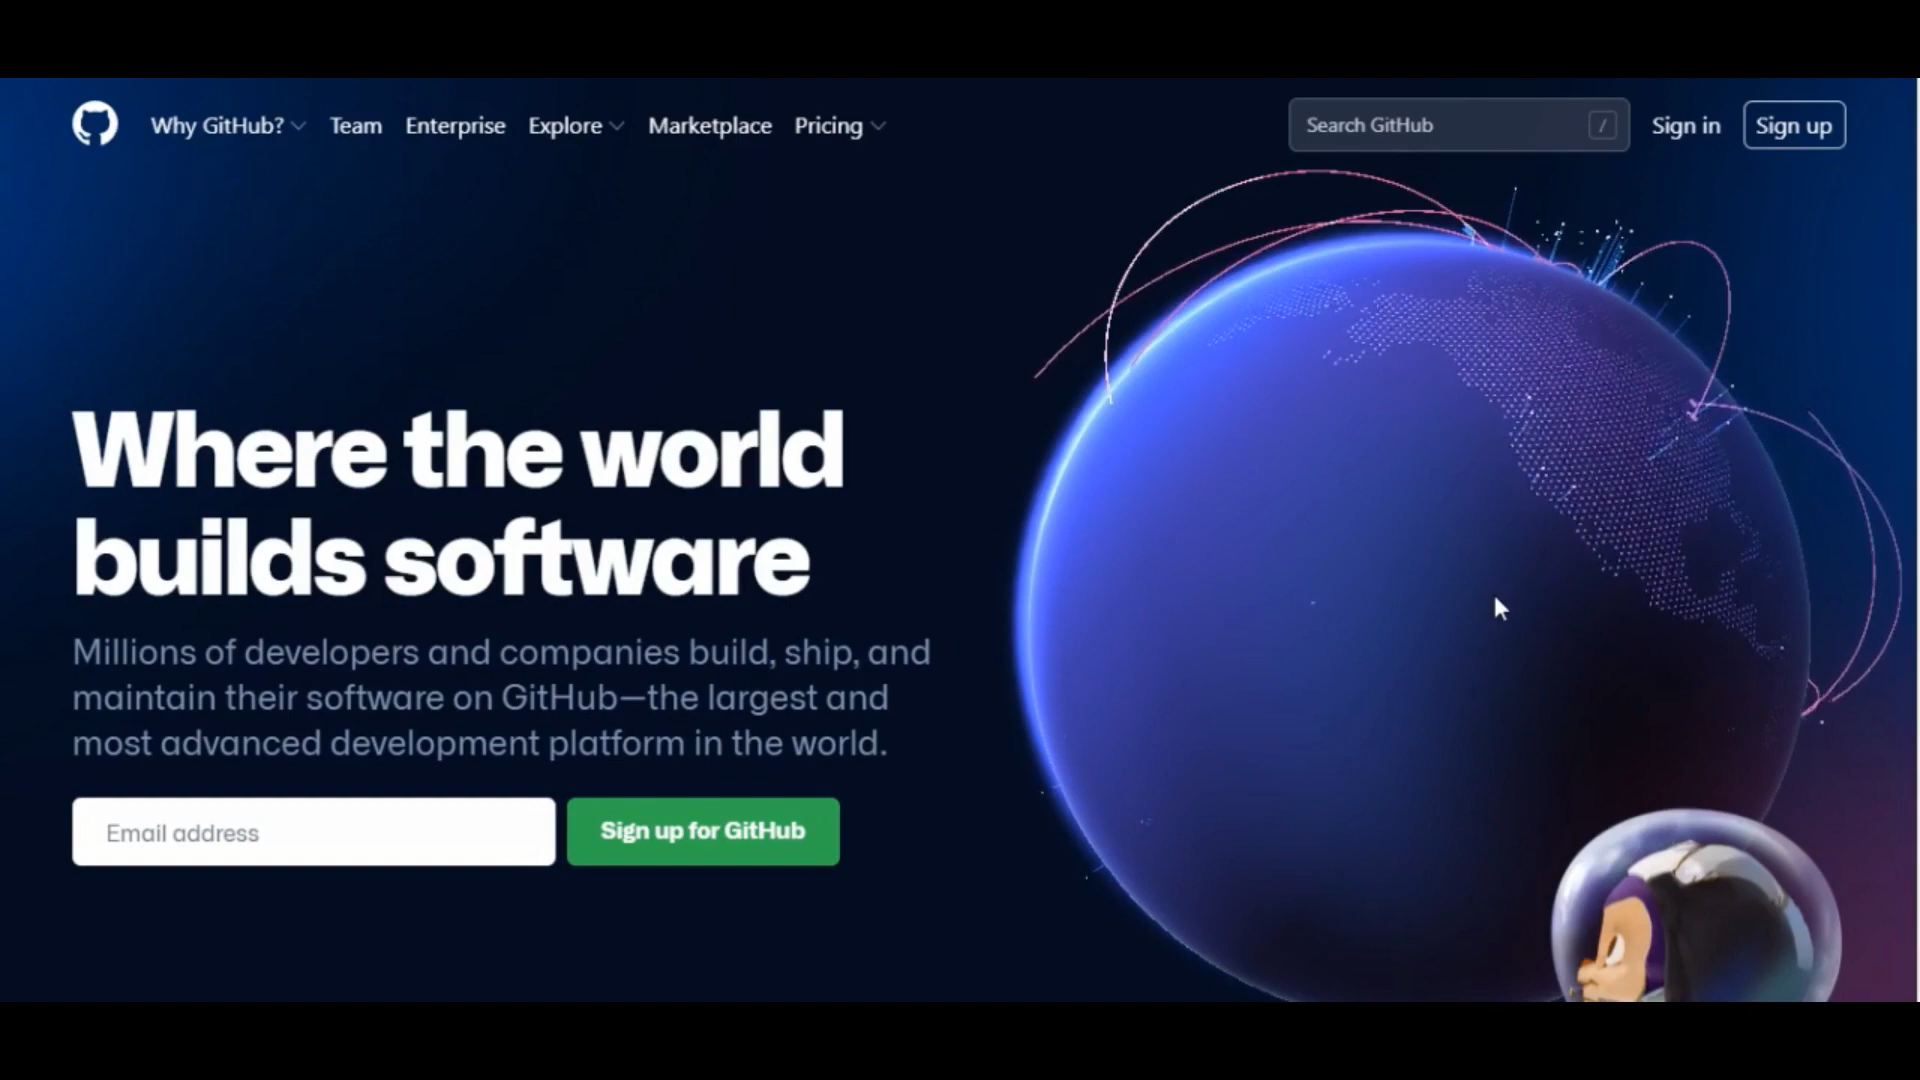 Why GitHub? Team Enterprise Explore Marketplace Pricing Search GitHub / Sign in Sign up
Where the world
builds software
Millions of developers and companies build, ship, and
maintain their software on GitHub—the largest and
most advanced development platform in the world.
Email address Sign up for GitHub